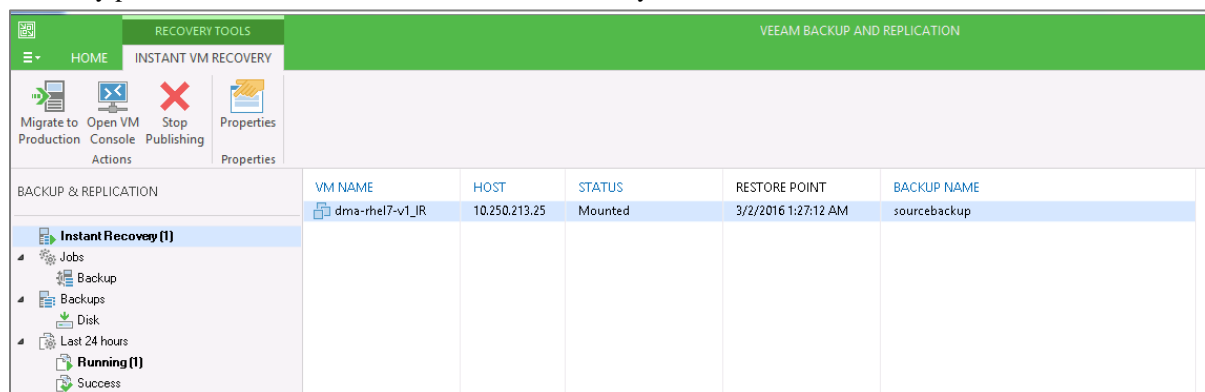 RECOVERY TOOLS
VEEAM BACKUP AND REPLICATION
HOME INSTANT VM RECOVERY
Migrate to Production
Open VM Console
Stop Publishing
Properties
Actions
Properties
BACKUP & REPLICATION
Instant Recovery (1)
Jobs
Backup
Backups
Disk
Last 24 hours
Running (1)
Success
VM NAME HOST STATUS RESTORE POINT BACKUP NAME
dma-rhel7-v1_IR 10.250.213.25 Mounted 3/2/2016 1:27:12 AM sourcebackup